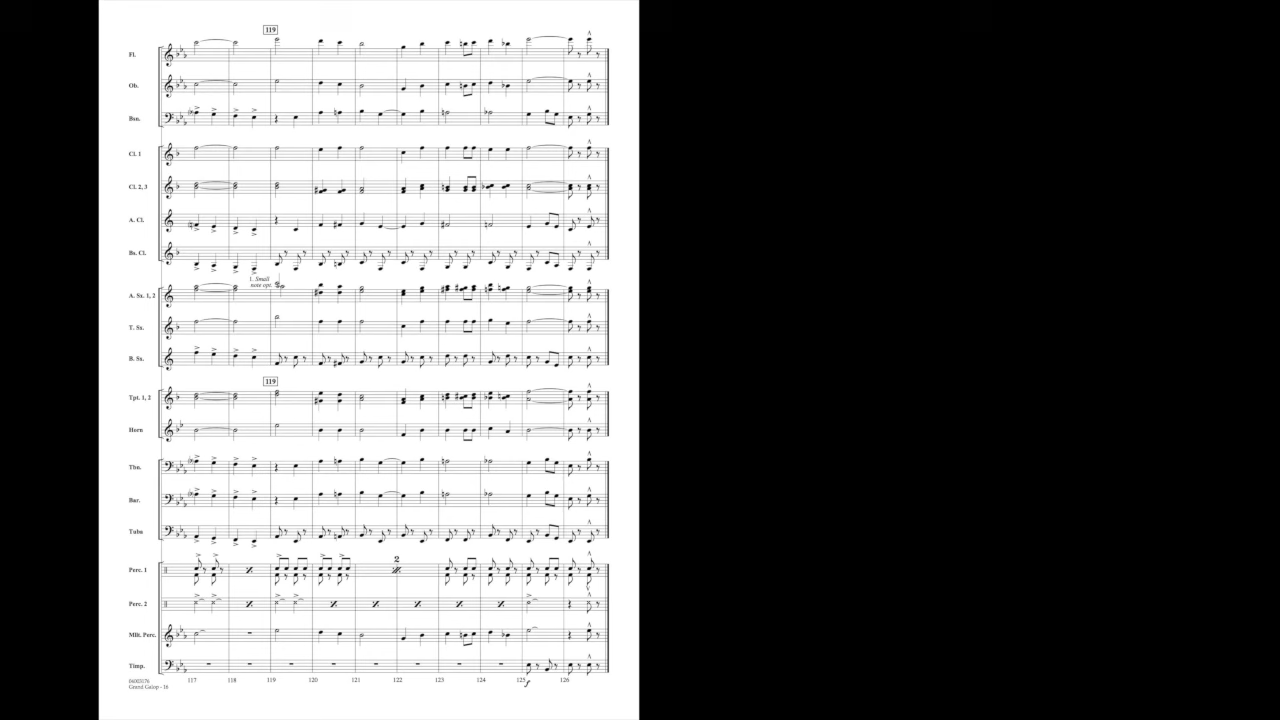 119
Fl.
Ob.
Bsn.
Cl. 1
Cl. 2, 3
A. Cl.
Bs. Cl.
1. Small
note opt.
A. Sx. 1, 2
T. Sx.
B. Sx.
119
Tpt. 1, 2
Horn
Tbn.
Bar.
Tuba
2
Perc. 1
Perc. 2
Mlt. Perc.
Timp.
f
117 118 119 120 121 122 123 124 125 126
04003176
Grand Galop - 16